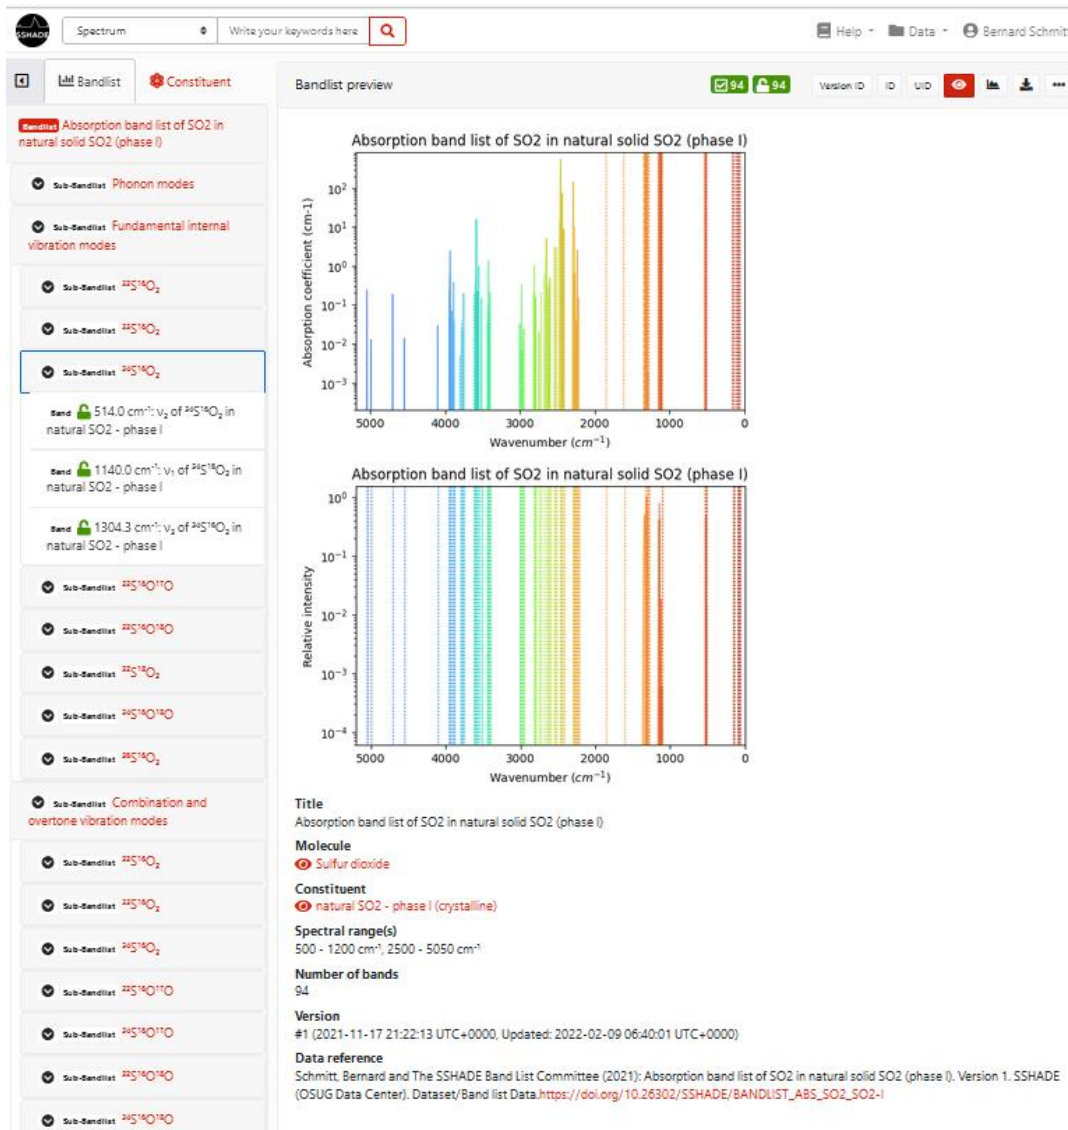 SSHADE
Spectrum
Write your keywords here
Help
Data
Bernard Schmitt
Bandlist
Constituent
Bandlist Absorption band list of SO2 in
natural solid SO2 (phase I)
Sub-Bandlist Phonon modes
Sub-Bandlist Fundamental internal
vibration modes
Sub-Bandlist ³²S¹⁶O₂
Sub-Bandlist ³³S¹⁶O₂
Sub-Bandlist ³⁴S¹⁶O₂
Band 514.0 cm⁻¹: ν₂ of ³⁴S¹⁶O₂ in
natural SO2 - phase I
Band 1140.0 cm⁻¹: ν₁ of ³⁴S¹⁶O₂ in
natural SO2 - phase I
Band 1304.3 cm⁻¹: ν₃ of ³⁴S¹⁶O₂ in
natural SO2 - phase I
Sub-Bandlist ³²S¹⁶O¹⁷O
Sub-Bandlist ³²S¹⁶O¹⁸O
Sub-Bandlist ³²S¹⁸O₂
Sub-Bandlist ³⁴S¹⁶O¹⁸O
Sub-Bandlist ³⁶S¹⁶O₂
Sub-Bandlist Combination and
overtone vibration modes
Sub-Bandlist ³²S¹⁶O₂
Sub-Bandlist ³³S¹⁶O₂
Sub-Bandlist ³⁴S¹⁶O₂
Sub-Bandlist ³²S¹⁶O¹⁷O
Sub-Bandlist ³⁴S¹⁶O¹⁷O
Sub-Bandlist ³²S¹⁶O¹⁸O
Sub-Bandlist ³⁴S¹⁶O¹⁸O
Bandlist preview
94
94
Version ID
ID
UID
Absorption band list of SO2 in natural solid SO2 (phase I)
Absorption coefficient (cm-1)
10²
10¹
10⁰
10⁻¹
10⁻²
10⁻³
5000 4000 3000 2000 1000 0
Wavenumber (cm⁻¹)
Absorption band list of SO2 in natural solid SO2 (phase I)
Relative intensity
10⁰
10⁻¹
10⁻²
10⁻³
10⁻⁴
5000 4000 3000 2000 1000 0
Wavenumber (cm⁻¹)
Title
Absorption band list of SO2 in natural solid SO2 (phase I)
Molecule
Sulfur dioxide
Constituent
natural SO2 - phase I (crystalline)
Spectral range(s)
500 - 1200 cm⁻¹, 2500 - 5050 cm⁻¹
Number of bands
94
Version
#1 (2021-11-17 21:22:13 UTC+0000, Updated: 2022-02-09 06:40:01 UTC+0000)
Data reference
Schmitt, Bernard and The SSHADE Band List Committee (2021): Absorption band list of SO2 in natural solid SO2 (phase I). Version 1. SSHADE
(OSUG Data Center). Dataset/Band list Data.https://doi.org/10.26302/SSHADE/BANDLIST_ABS_SO2_SO2-I